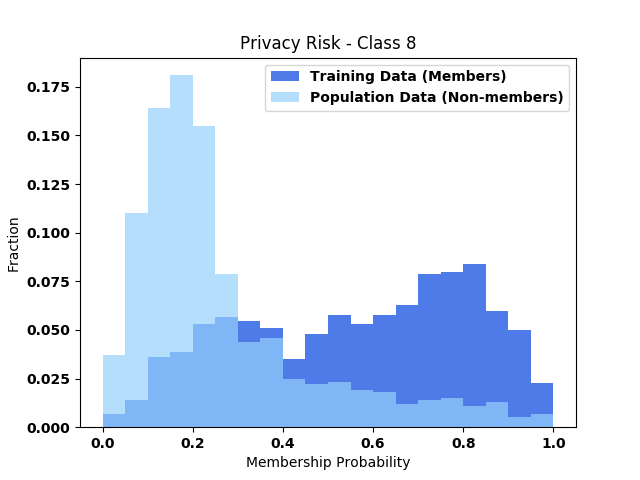 Privacy Risk - Class 8
Training Data (Members)
Population Data (Non-members)
Fraction
0.175
0.150
0.125
0.100
0.075
0.050
0.025
0.000
0.0 0.2 0.4 0.6 0.8 1.0
Membership Probability